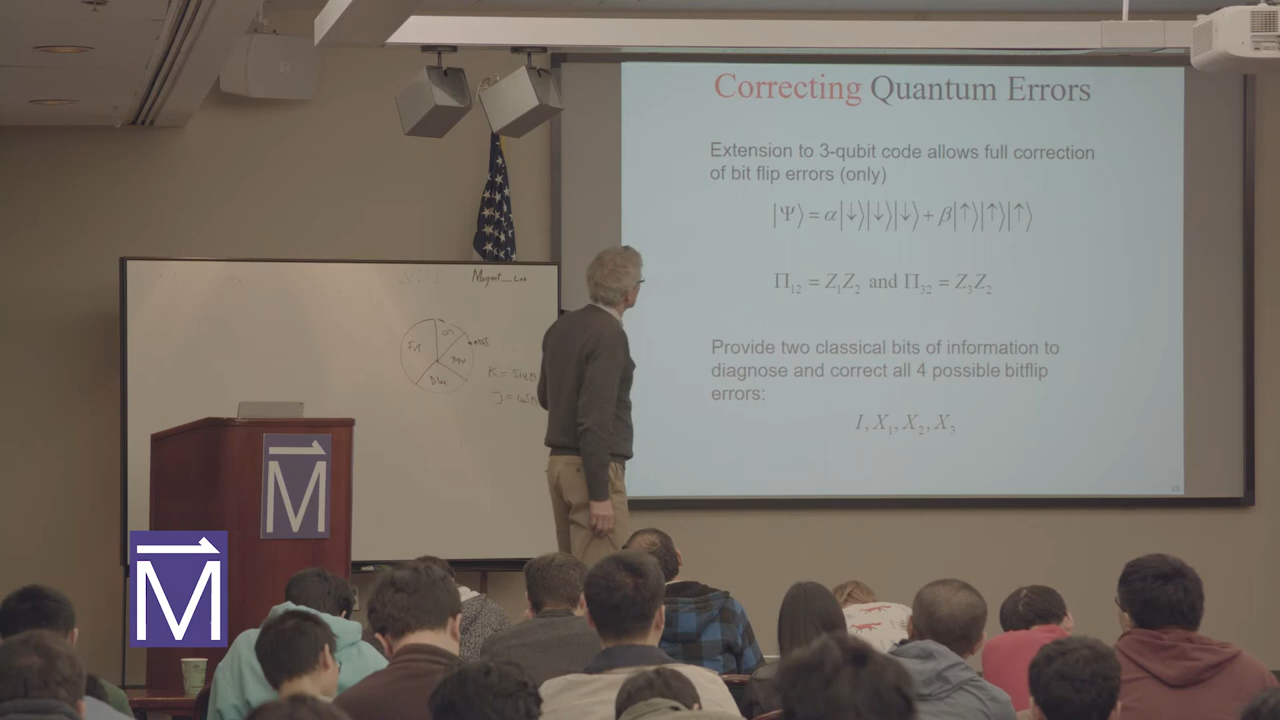 Correcting Quantum Errors
Extension to 3-qubit code allows full correction
of bit flip errors (only)
|Ψ⟩ = α|↓⟩|↓⟩|↓⟩ + β|↑⟩|↑⟩|↑⟩
Π₁₂ = Z₁Z₂ and Π₃₂ = Z₃Z₂
Provide two classical bits of information to
diagnose and correct all 4 possible bitflip
errors:
I, X₁, X₂, X₃
M
M